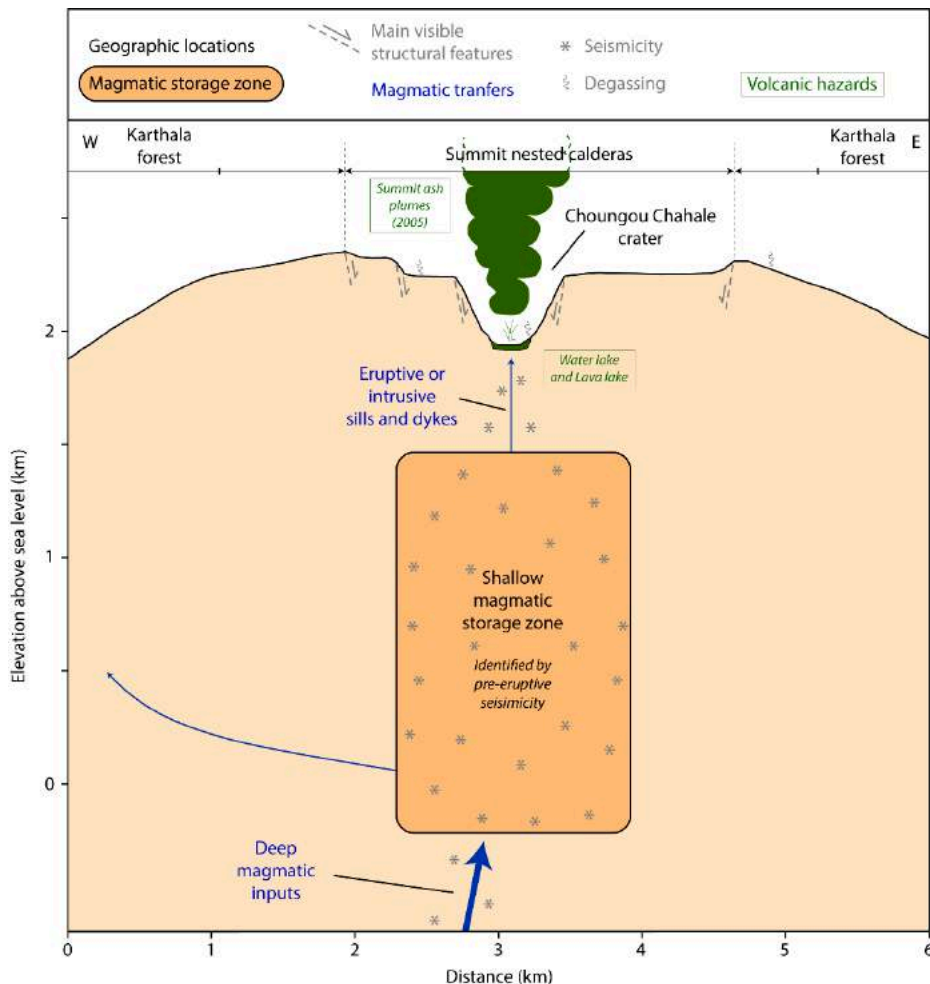 Geographic locations
Magmatic storage zone
Main visible
structural features
Magmatic tranfers
Seismicity
Degassing
Volcanic hazards
W
Karthala
forest
Summit nested calderas
Karthala
forest
E
Summit ash
plumes
(2005)
Choungou Chahale
crater
Water lake
and Lava lake
Eruptive or
intrusive
sills and dykes
Shallow
magmatic
storage zone
Identified by
pre-eruptive
seisimicity
Deep
magmatic
inputs
Elevation above sea level (km)
2
1
0
0
1
2
3
4
5
6
Distance (km)